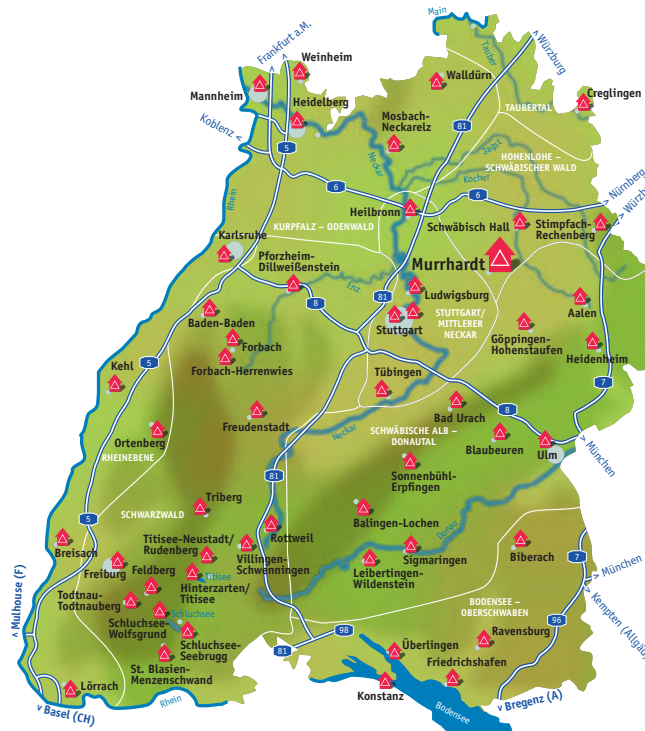 Main
Frankfurt a.M.
Würzburg
Weinheim
Tauber
Walldürn
Mannheim
Creglingen
Heidelberg
TAUBERTAL
Koblenz
Mosbach-
Neckarelz
81
5
Jagst
HOHENLOHE –
SCHWÄBISCHER WALD
Neckar
Kocher
6
6
Nürnberg
Rhein
Heilbronn
Würzb
Schwäbisch Hall
Stimpfach-
Rechenberg
KURPFALZ – ODENWALD
Karlsruhe
Pforzheim-
Dillweißenstein
Murrhardt
Enz
Ludwigsburg
81
8
Aalen
Baden-Baden
STUTTGART/
MITTLERER
NECKAR
Stuttgart
Göppingen-
Hohenstaufen
Heidenheim
Forbach
Forbach-Herrenwies
5
Kehl
7
Tübingen
Bad Urach
8
Freudenstadt
Neckar
SCHWÄBISCHE ALB –
DONAUTAL
Ortenberg
Blaubeuren
Ulm
München
RHEINEBENE
Sonnenbühl-
Erpfingen
81
Triberg
SCHWARZWALD
5
Balingen-Lochen
Donau
Rottweil
Titisee-Neustadt/
Rudenberg
Breisach
Villingen-
Schwenningen
Sigmaringen
Biberach
7
Freiburg
Feldberg
Titisee
Hinterzarten/
Titisee
Leibertingen-
Wildenstein
München
Todtnau-
Todtnauberg
Kempten (Allgäu)
Schluchsee
Schluchsee-
Wolfsgrund
BODENSEE –
OBERSCHWABEN
96
Mulhouse (F)
98
81
Schluchsee-
Seebrugg
Ravensburg
Überlingen
St. Blasien-
Menzenschwand
Friedrichshafen
Lörrach
Konstanz
Rhein
Bodensee
Basel (CH)
Bregenz (A)